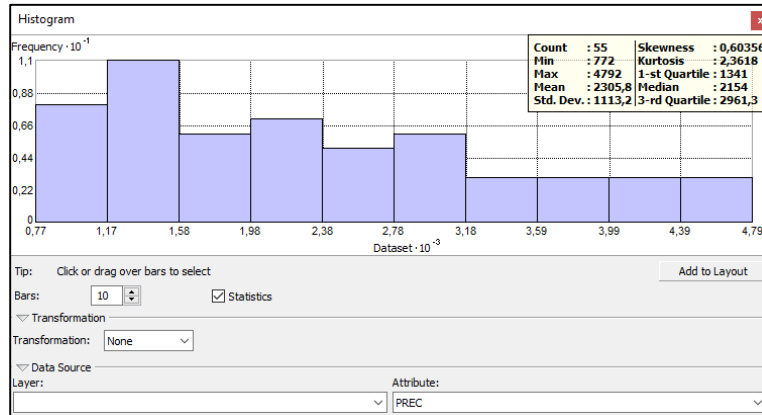 Histogram
x
Frequency · 10⁻¹
Count : 55 Skewness : 0,60356
Min : 772 Kurtosis : 2,3618
Max : 4792 1-st Quartile : 1341
Mean : 2305,8 Median : 2154
Std. Dev. : 1113,2 3-rd Quartile : 2961,3
1,1
0,88
0,66
0,44
0,22
0
0,77 1,17 1,58 1,98 2,38 2,78 3,18 3,59 3,99 4,39 4,79
Dataset · 10⁻³
Tip: Click or drag over bars to select Add to Layout
Bars: 10 Statistics
Transformation
Transformation: None
Data Source
Layer: Attribute:
PREC